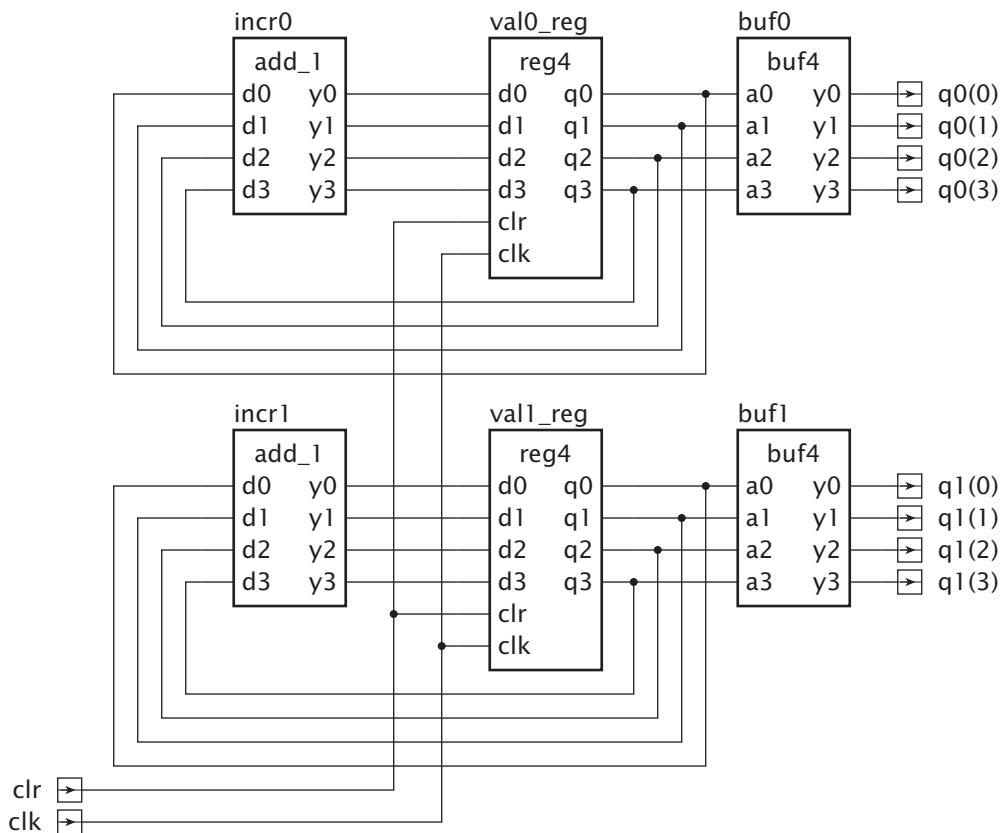 incr0 val0_reg buf0
add_1 reg4 buf4
d0 y0 d0 q0 a0 y0 q0(0)
d1 y1 d1 q1 a1 y1 q0(1)
d2 y2 d2 q2 a2 y2 q0(2)
d3 y3 d3 q3 a3 y3 q0(3)
clr
clk
incr1 val1_reg buf1
add_1 reg4 buf4
d0 y0 d0 q0 a0 y0 q1(0)
d1 y1 d1 q1 a1 y1 q1(1)
d2 y2 d2 q2 a2 y2 q1(2)
d3 y3 d3 q3 a3 y3 q1(3)
clr
clk
clr
clk